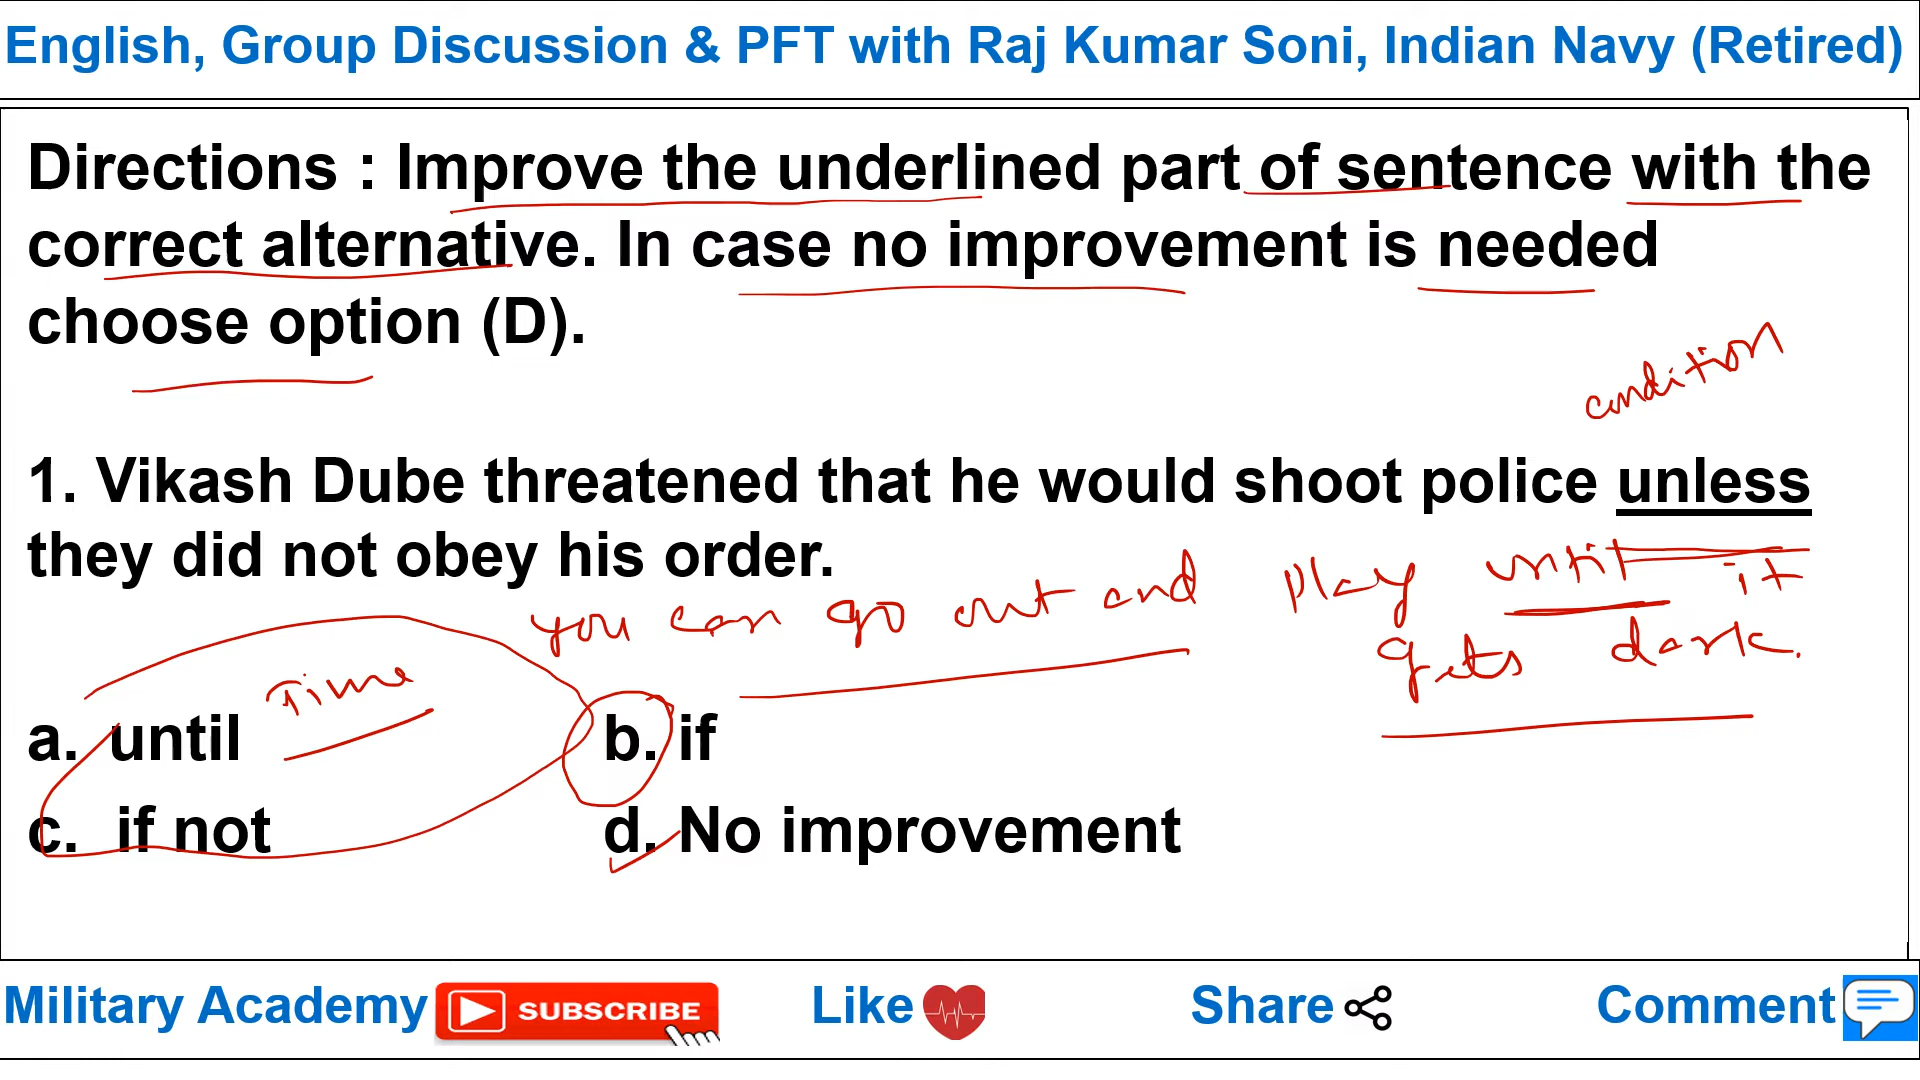 English, Group Discussion & PFT with Raj Kumar Soni, Indian Navy (Retired)
Directions : Improve the underlined part of sentence with the
correct alternative. In case no improvement is needed
choose option (D).
condition
1. Vikash Dube threatened that he would shoot police unless
they did not obey his order.
you can go out and play until it
gets dark.
Time
a. until b. if
c. if not d. No improvement
Military Academy SUBSCRIBE Like Share Comment